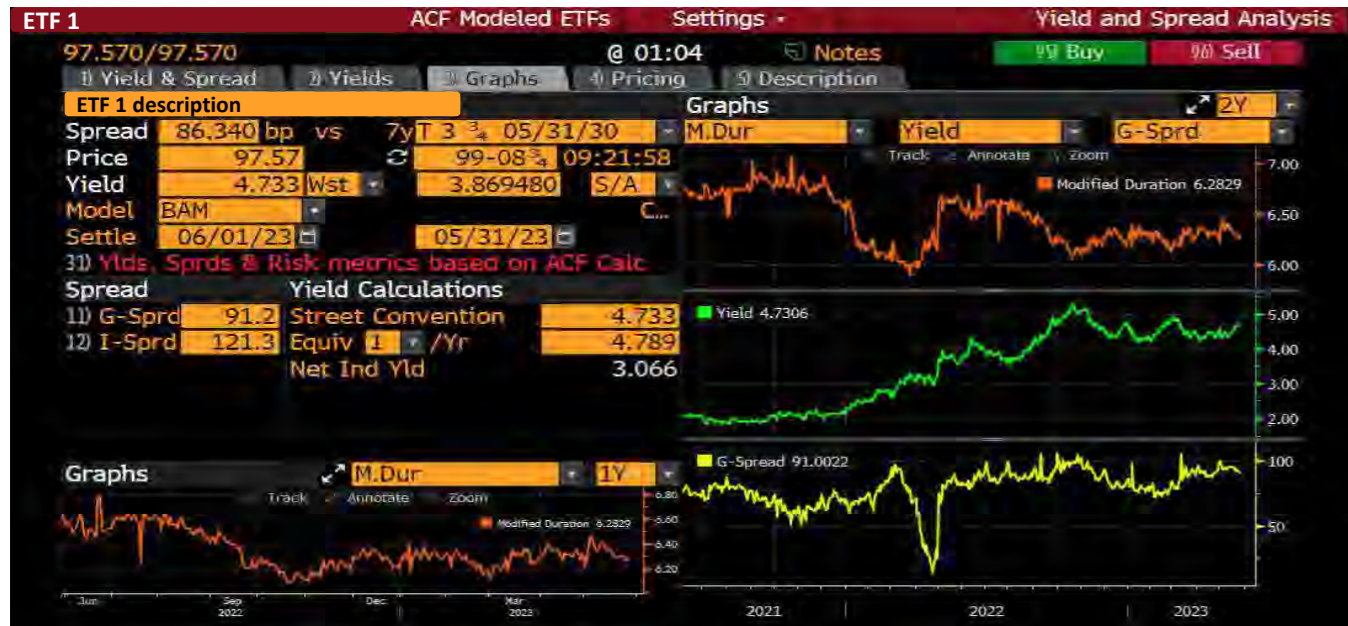 ETF 1 ACF Modeled ETFs Settings Yield and Spread Analysis
97.570/97.570 @ 01:04 Notes 95) Buy 96) Sell
1) Yield & Spread 2) Yields 3) Graphs 4) Pricing 5) Description
ETF 1 description
Spread 86.340 bp vs 7y T 3 ¾ 05/31/30
Price 97.57 99-08¾ 09:21:58
Yield 4.733 Wst 3.869480 S/A
Model BAM C...
Settle 06/01/23 05/31/23
31) Ylds, Sprds & Risk metrics based on ACF Calc
Spread Yield Calculations
11) G-Sprd 91.2 Street Convention 4.733
12) I-Sprd 121.3 Equiv 1 /Yr 4.789
Net Ind Yld 3.066
Graphs M.Dur 1Y
Track Annotate Zoom
Modified Duration 6.2829
6.80
6.60
6.40
6.20
Jun Sep Dec Mar
2022 2023
Graphs 2Y
M.Dur Yield G-Sprd
Track Annotate Zoom
Modified Duration 6.2829
7.00
6.50
6.00
Yield 4.7306
5.00
4.00
3.00
2.00
G-Spread 91.0022
100
50
2021 2022 2023